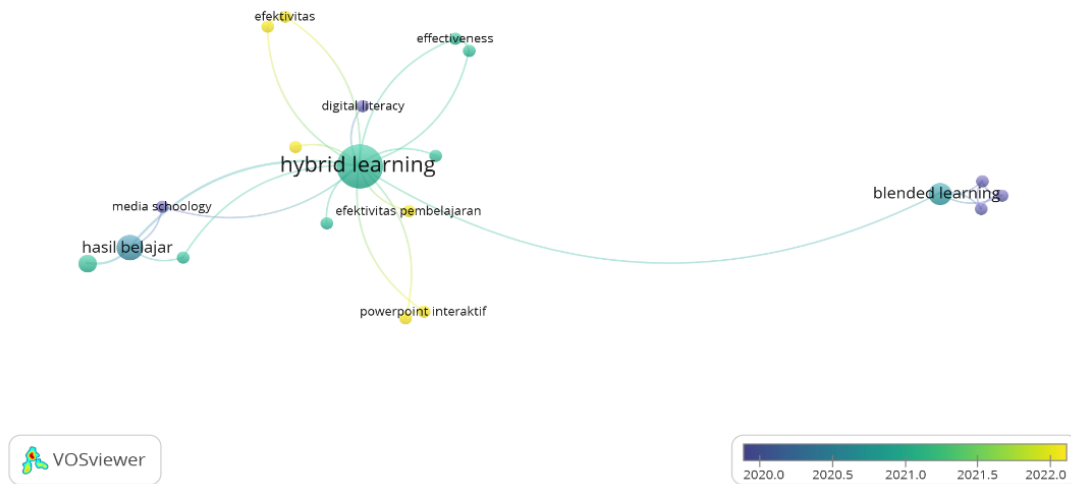 efektivitas
effectiveness
digital literacy
hybrid learning
blended learning
media schoology
efektivitas pembelajaran
hasil belajar
powerpoint interaktif
VOSviewer
2020.0 2020.5 2021.0 2021.5 2022.0